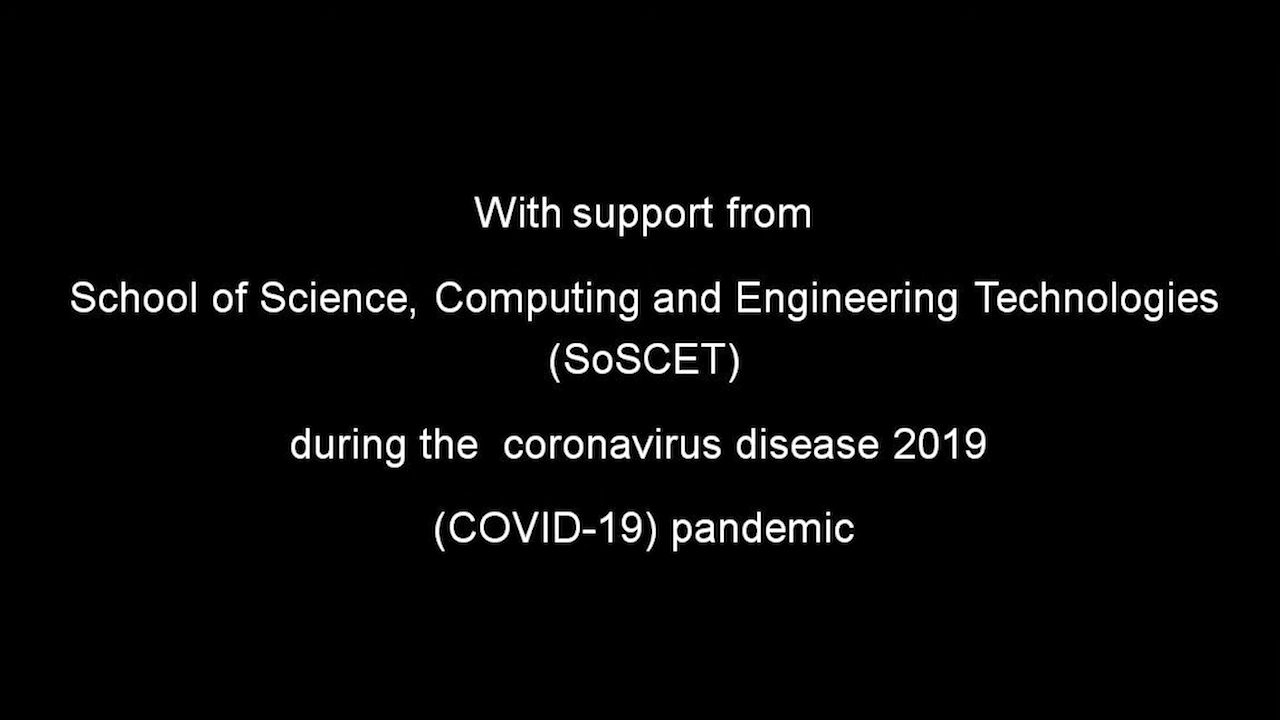 With support from
School of Science, Computing and Engineering Technologies
(SoSCET)
during the  coronavirus disease 2019
(COVID-19) pandemic